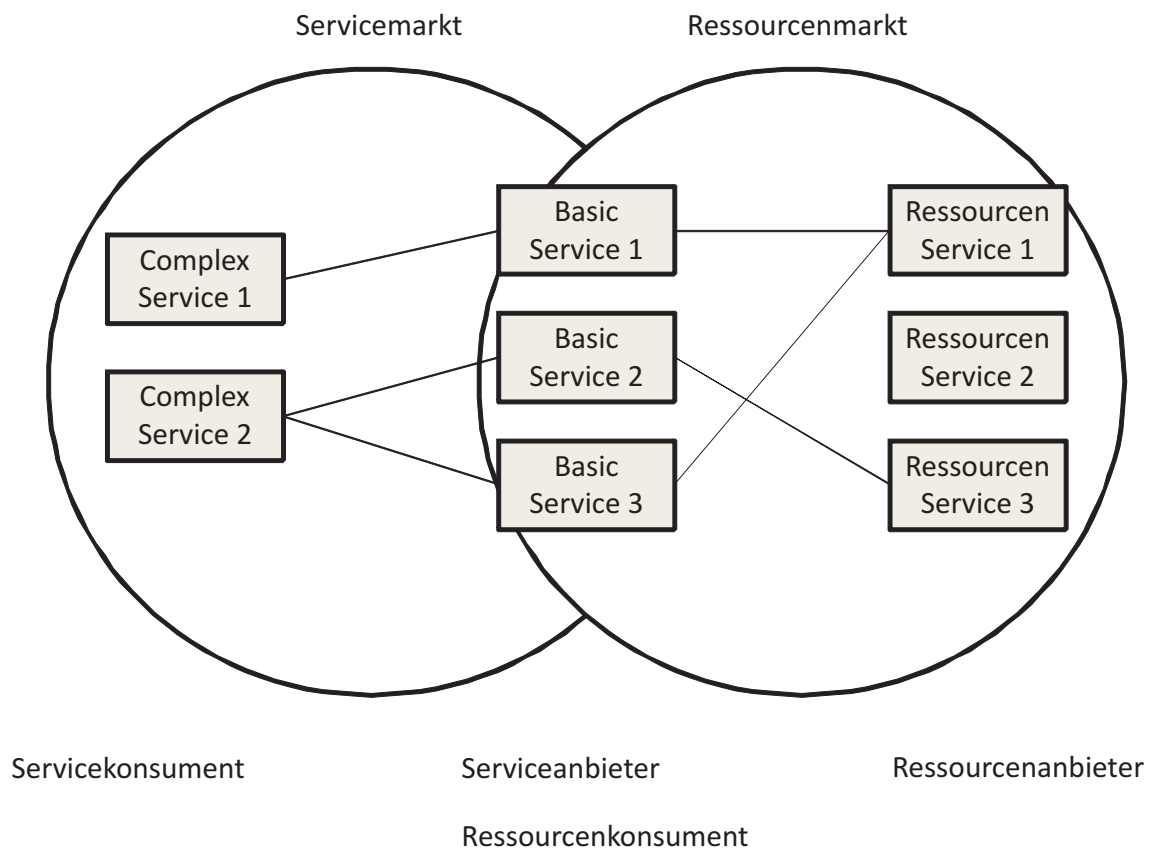 Servicemarkt
Ressourcenmarkt
Complex
Service 1
Complex
Service 2
Basic
Service 1
Basic
Service 2
Basic
Service 3
Ressourcen
Service 1
Ressourcen
Service 2
Ressourcen
Service 3
Servicekonsument
Serviceanbieter
Ressourcenkonsument
Ressourcenanbieter